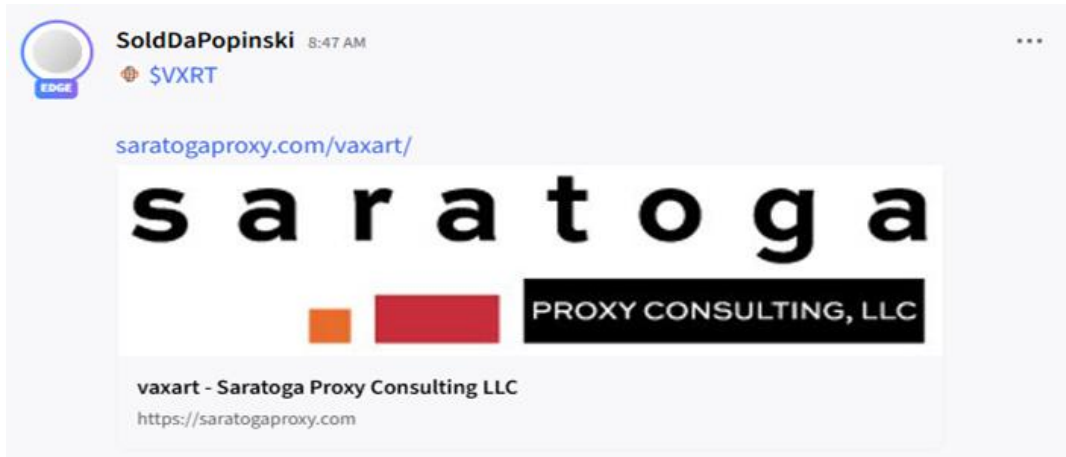 SoldDaPopinski 8:47 AM
$VXRT
EDGE
saratogaproxy.com/vaxart/
saratoga
PROXY CONSULTING, LLC
vaxart - Saratoga Proxy Consulting LLC
https://saratogaproxy.com